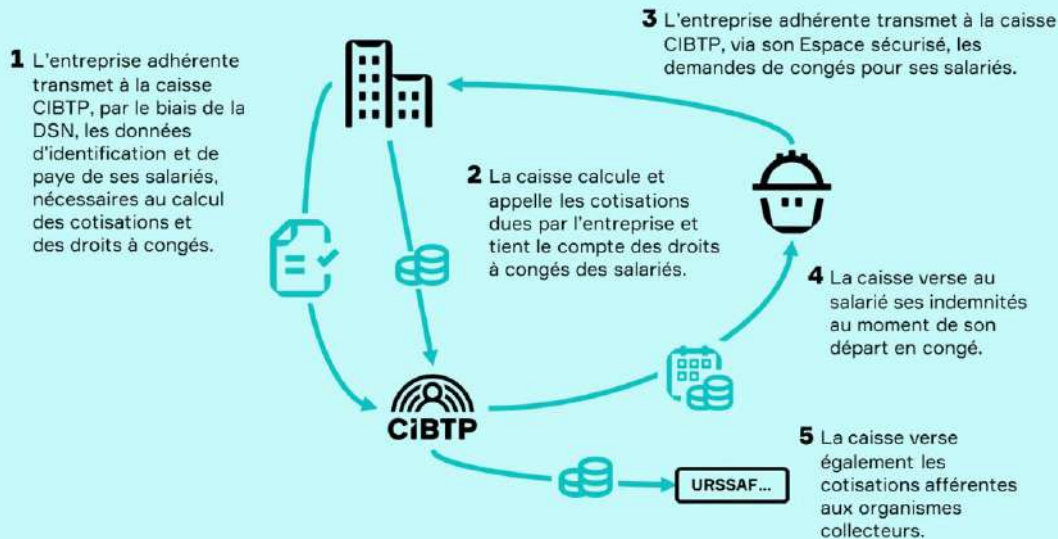 1 L'entreprise adhérente
transmet à la caisse
CIBTP, par le biais de la
DSN, les données
d'identification et de
paye de ses salariés,
nécessaires au calcul
des cotisations et
des droits à congés.
2 La caisse calcule et
appelle les cotisations
dues par l'entreprise et
tient le compte des droits
à congés des salariés.
3 L'entreprise adhérente transmet à la caisse
CIBTP, via son Espace sécurisé, les
demandes de congés pour ses salariés.
4 La caisse verse au
salarié ses indemnités
au moment de son
départ en congé.
CiBTP
5 La caisse verse
également les
cotisations afférentes
aux organismes
collecteurs.
URSSAF...